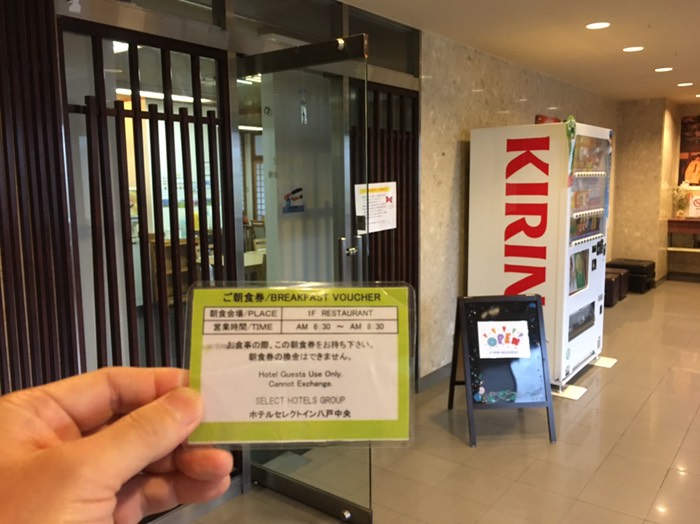 ご朝食券/BREAKFAST VOUCHER
朝食会場/PLACE 1F RESTAURANT
営業時間/TIME AM 6:30 ～ AM 8:30
お食事の際、この朝食券をお持ち下さい。
朝食券の換金はできません。
Hotel Guests Use Only.
Cannot Exchange.
SELECT HOTELS GROUP
ホテルセレクトイン八戸中央
KIRIN
OPEN